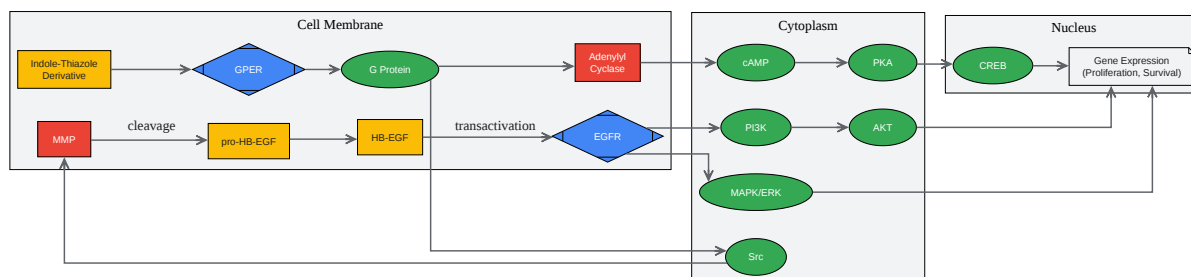 Cell Membrane
Cytoplasm
Nucleus
Indole-Thiazole
Derivative
GPER
G Protein
Adenylyl
Cyclase
cAMP
PKA
CREB
Gene Expression
(Proliferation, Survival)
MMP
cleavage
pro-HB-EGF
HB-EGF
transactivation
EGFR
PI3K
AKT
MAPK/ERK
Src